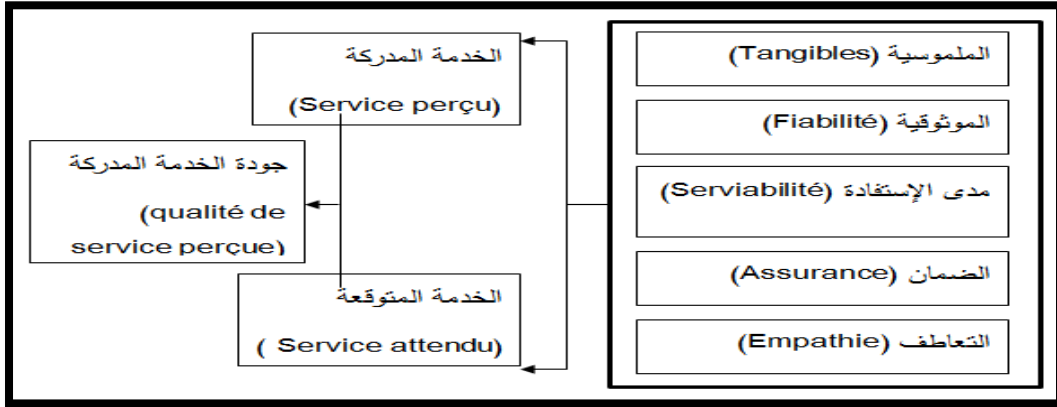 الملموسية (Tangibles)
الموثوقية (Fiabilité)
مدى الإستفادة (Serviabilité)
الضمان (Assurance)
التعاطف (Empathie)
الخدمة المدركة
(Service perçu)
الخدمة المتوقعة
( Service attendu)
جودة الخدمة المدركة
(qualité de
service perçue)